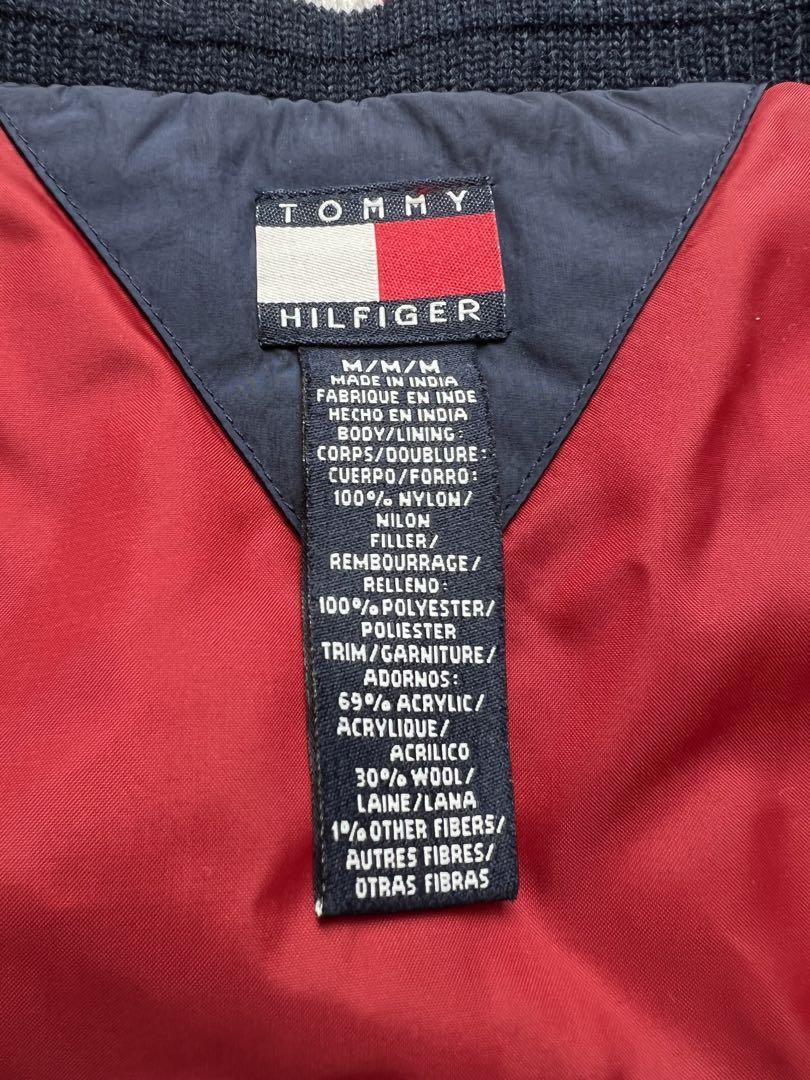 TOMMY
HILFIGER
M/M/M
MADE IN INDIA
FABRIQUE EN INDE
HECHO EN INDIA
BODY/LINING:
CORPS/DOUBLURE:
CUERPO/FORRO:
100% NYLON/
NILON
FILLER/
REMBOURRAGE/
RELLENO:
100% POLYESTER/
POLIESTER
TRIM/GARNITURE/
ADORNOS:
69% ACRYLIC/
ACRYLIQUE/
ACRILICO
30% WOOL/
LAINE/LANA
1% OTHER FIBERS/
AUTRES FIBRES/
OTRAS FIBRAS